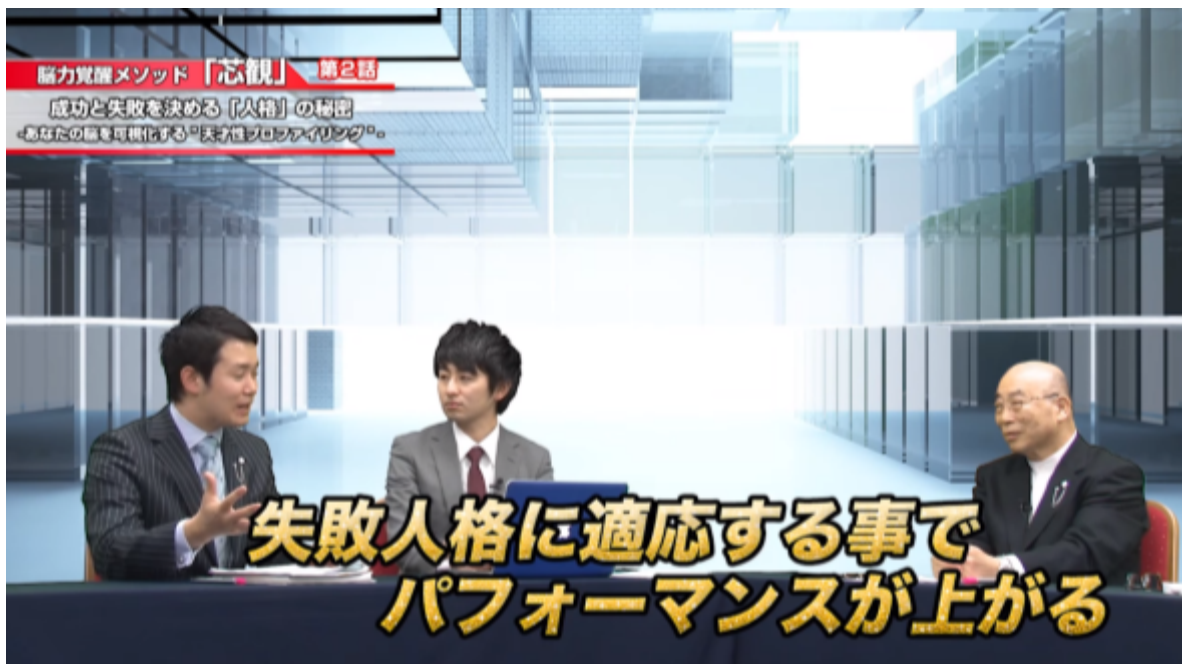 脳力覚醒メソッド「芯観」 第2話
成功と失敗を決める「人格」の秘密
-あなたの脳を可視化する"天才性プロファイリング"-
失敗人格に適応する事で
パフォーマンスが上がる